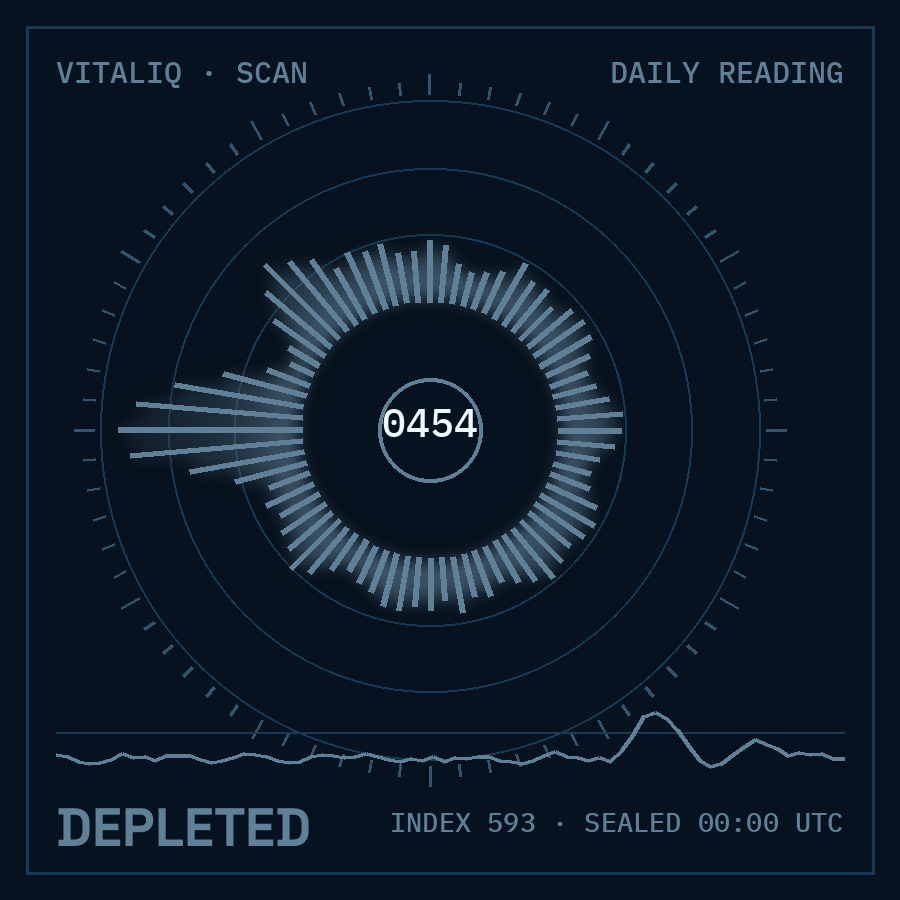 VITALIQ · SCAN
DAILY READING
0454
DEPLETED
INDEX 593 · SEALED 00:00 UTC